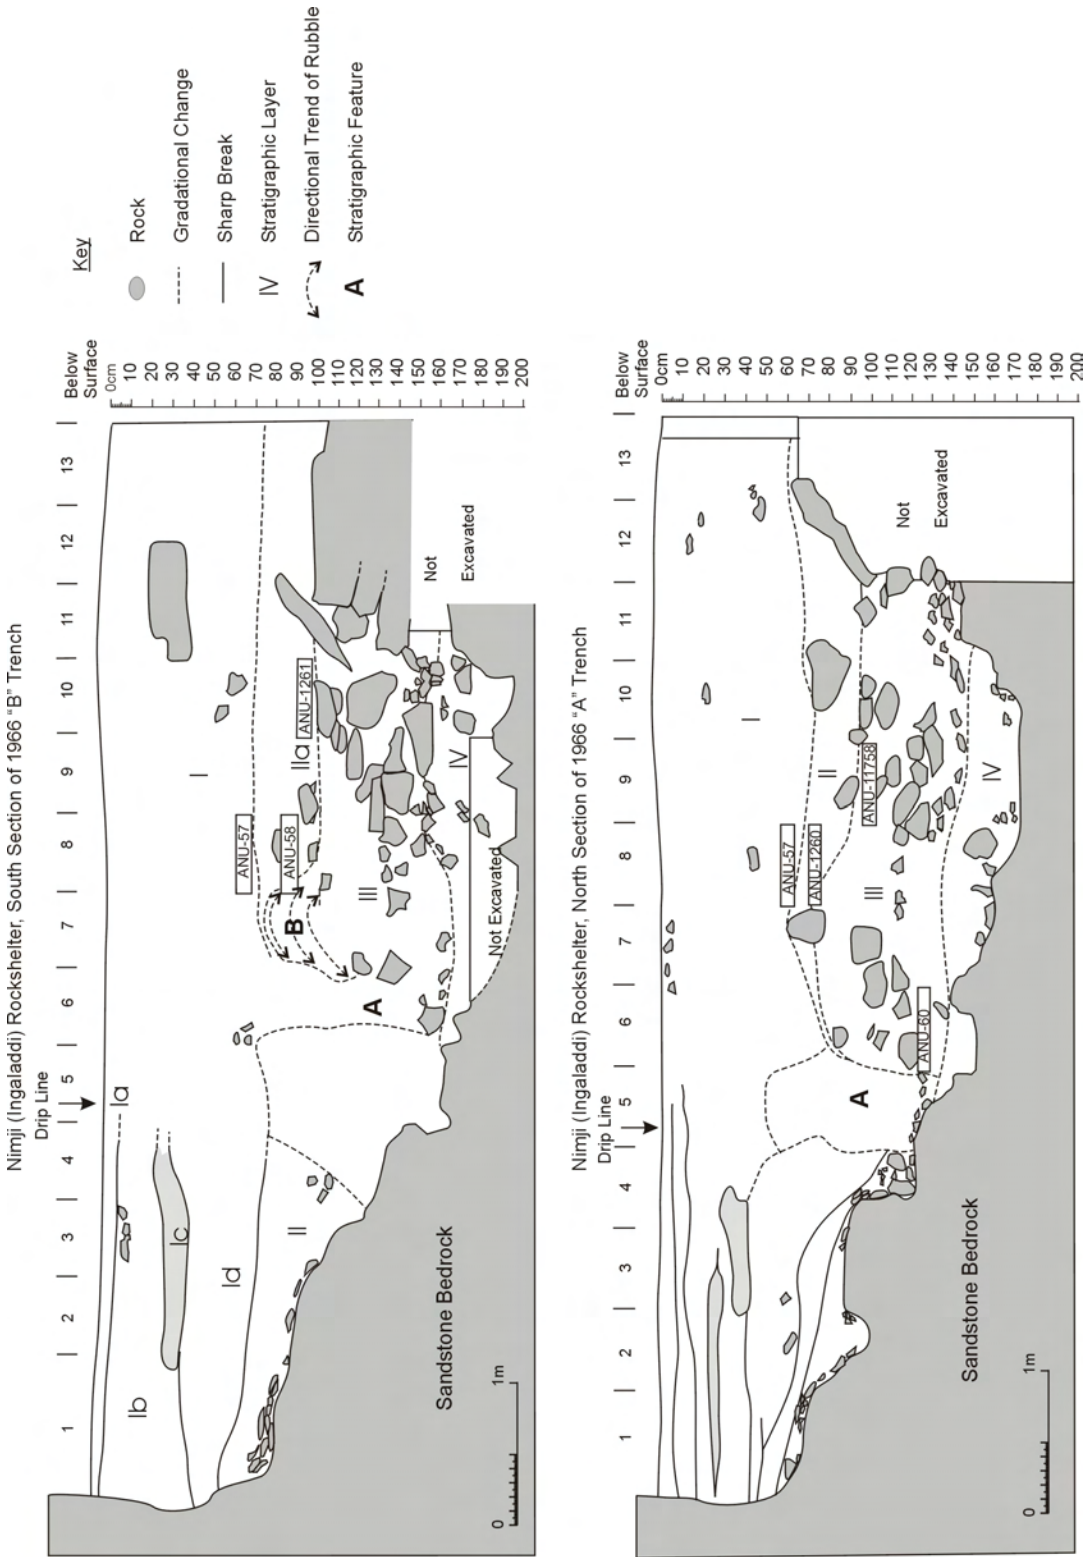 Nimji (Ingaladdi) Rockshelter, South Section of 1966 "B" Trench
Drip Line
1 2 3 4 5 6 7 8 9 10 11 12 13
Below
Surface
0cm
10
20
30
40
50
60
70
80
90
100
110
120
130
140
150
160
170
180
190
200
Ia
Ib
Ic
Id
I
II
IIa
III
IV
A
B
ANU-57
ANU-58
ANU-1261
Not
Excavated
Not Excavated
Sandstone Bedrock
0 1m
Key
Rock
Gradational Change
Sharp Break
IV Stratigraphic Layer
Directional Trend of Rubble
A Stratigraphic Feature
Nimji (Ingaladdi) Rockshelter, North Section of 1966 "A" Trench
Drip Line
1 2 3 4 5 6 7 8 9 10 11 12 13
Below
Surface
0cm
10
20
30
40
50
60
70
80
90
100
110
120
130
140
150
160
170
180
190
200
I
II
III
IV
A
ANU-57
ANU-1260
ANU-11758
ANU-60
Not
Excavated
Sandstone Bedrock
0 1m